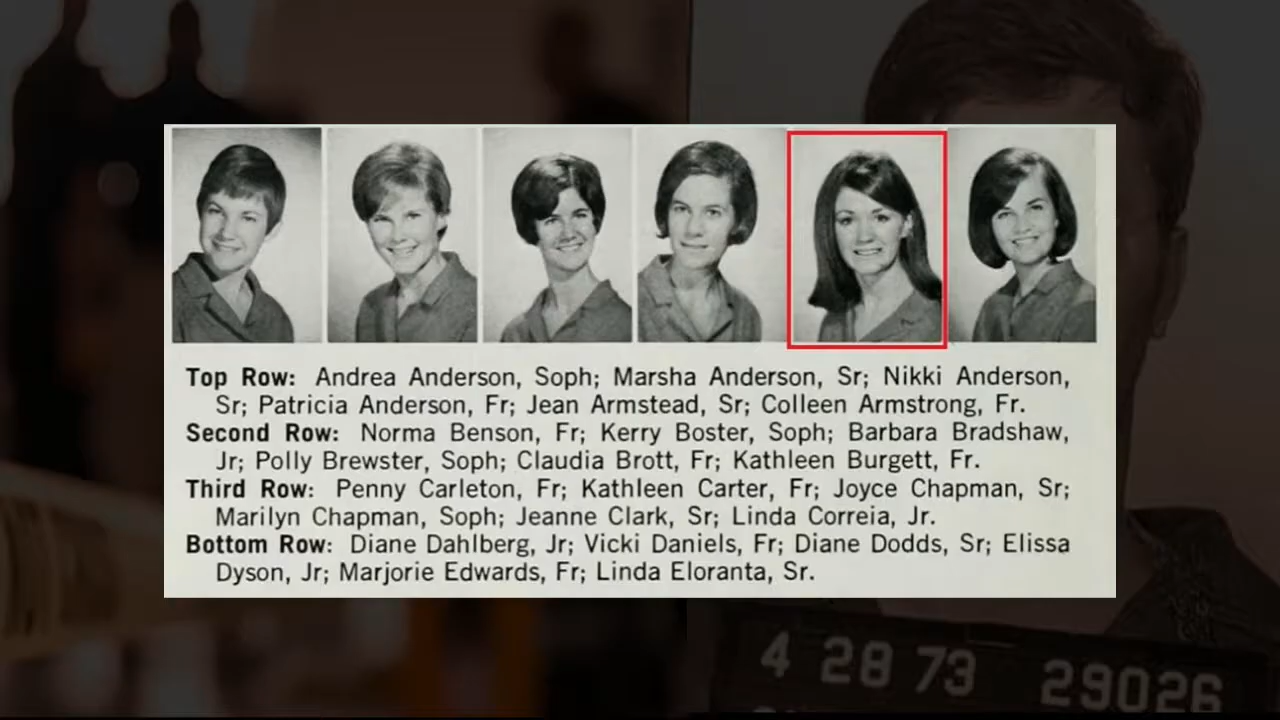 Top Row: Andrea Anderson, Soph; Marsha Anderson, Sr; Nikki Anderson,
Sr; Patricia Anderson, Fr; Jean Armstead, Sr; Colleen Armstrong, Fr.
Second Row: Norma Benson, Fr; Kerry Boster, Soph; Barbara Bradshaw,
Jr; Polly Brewster, Soph; Claudia Brott, Fr; Kathleen Burgett, Fr.
Third Row: Penny Carleton, Fr; Kathleen Carter, Fr; Joyce Chapman, Sr;
Marilyn Chapman, Soph; Jeanne Clark, Sr; Linda Correia, Jr.
Bottom Row: Diane Dahlberg, Jr; Vicki Daniels, Fr; Diane Dodds, Sr; Elissa
Dyson, Jr; Marjorie Edwards, Fr; Linda Eloranta, Sr.
4 28 73 29026